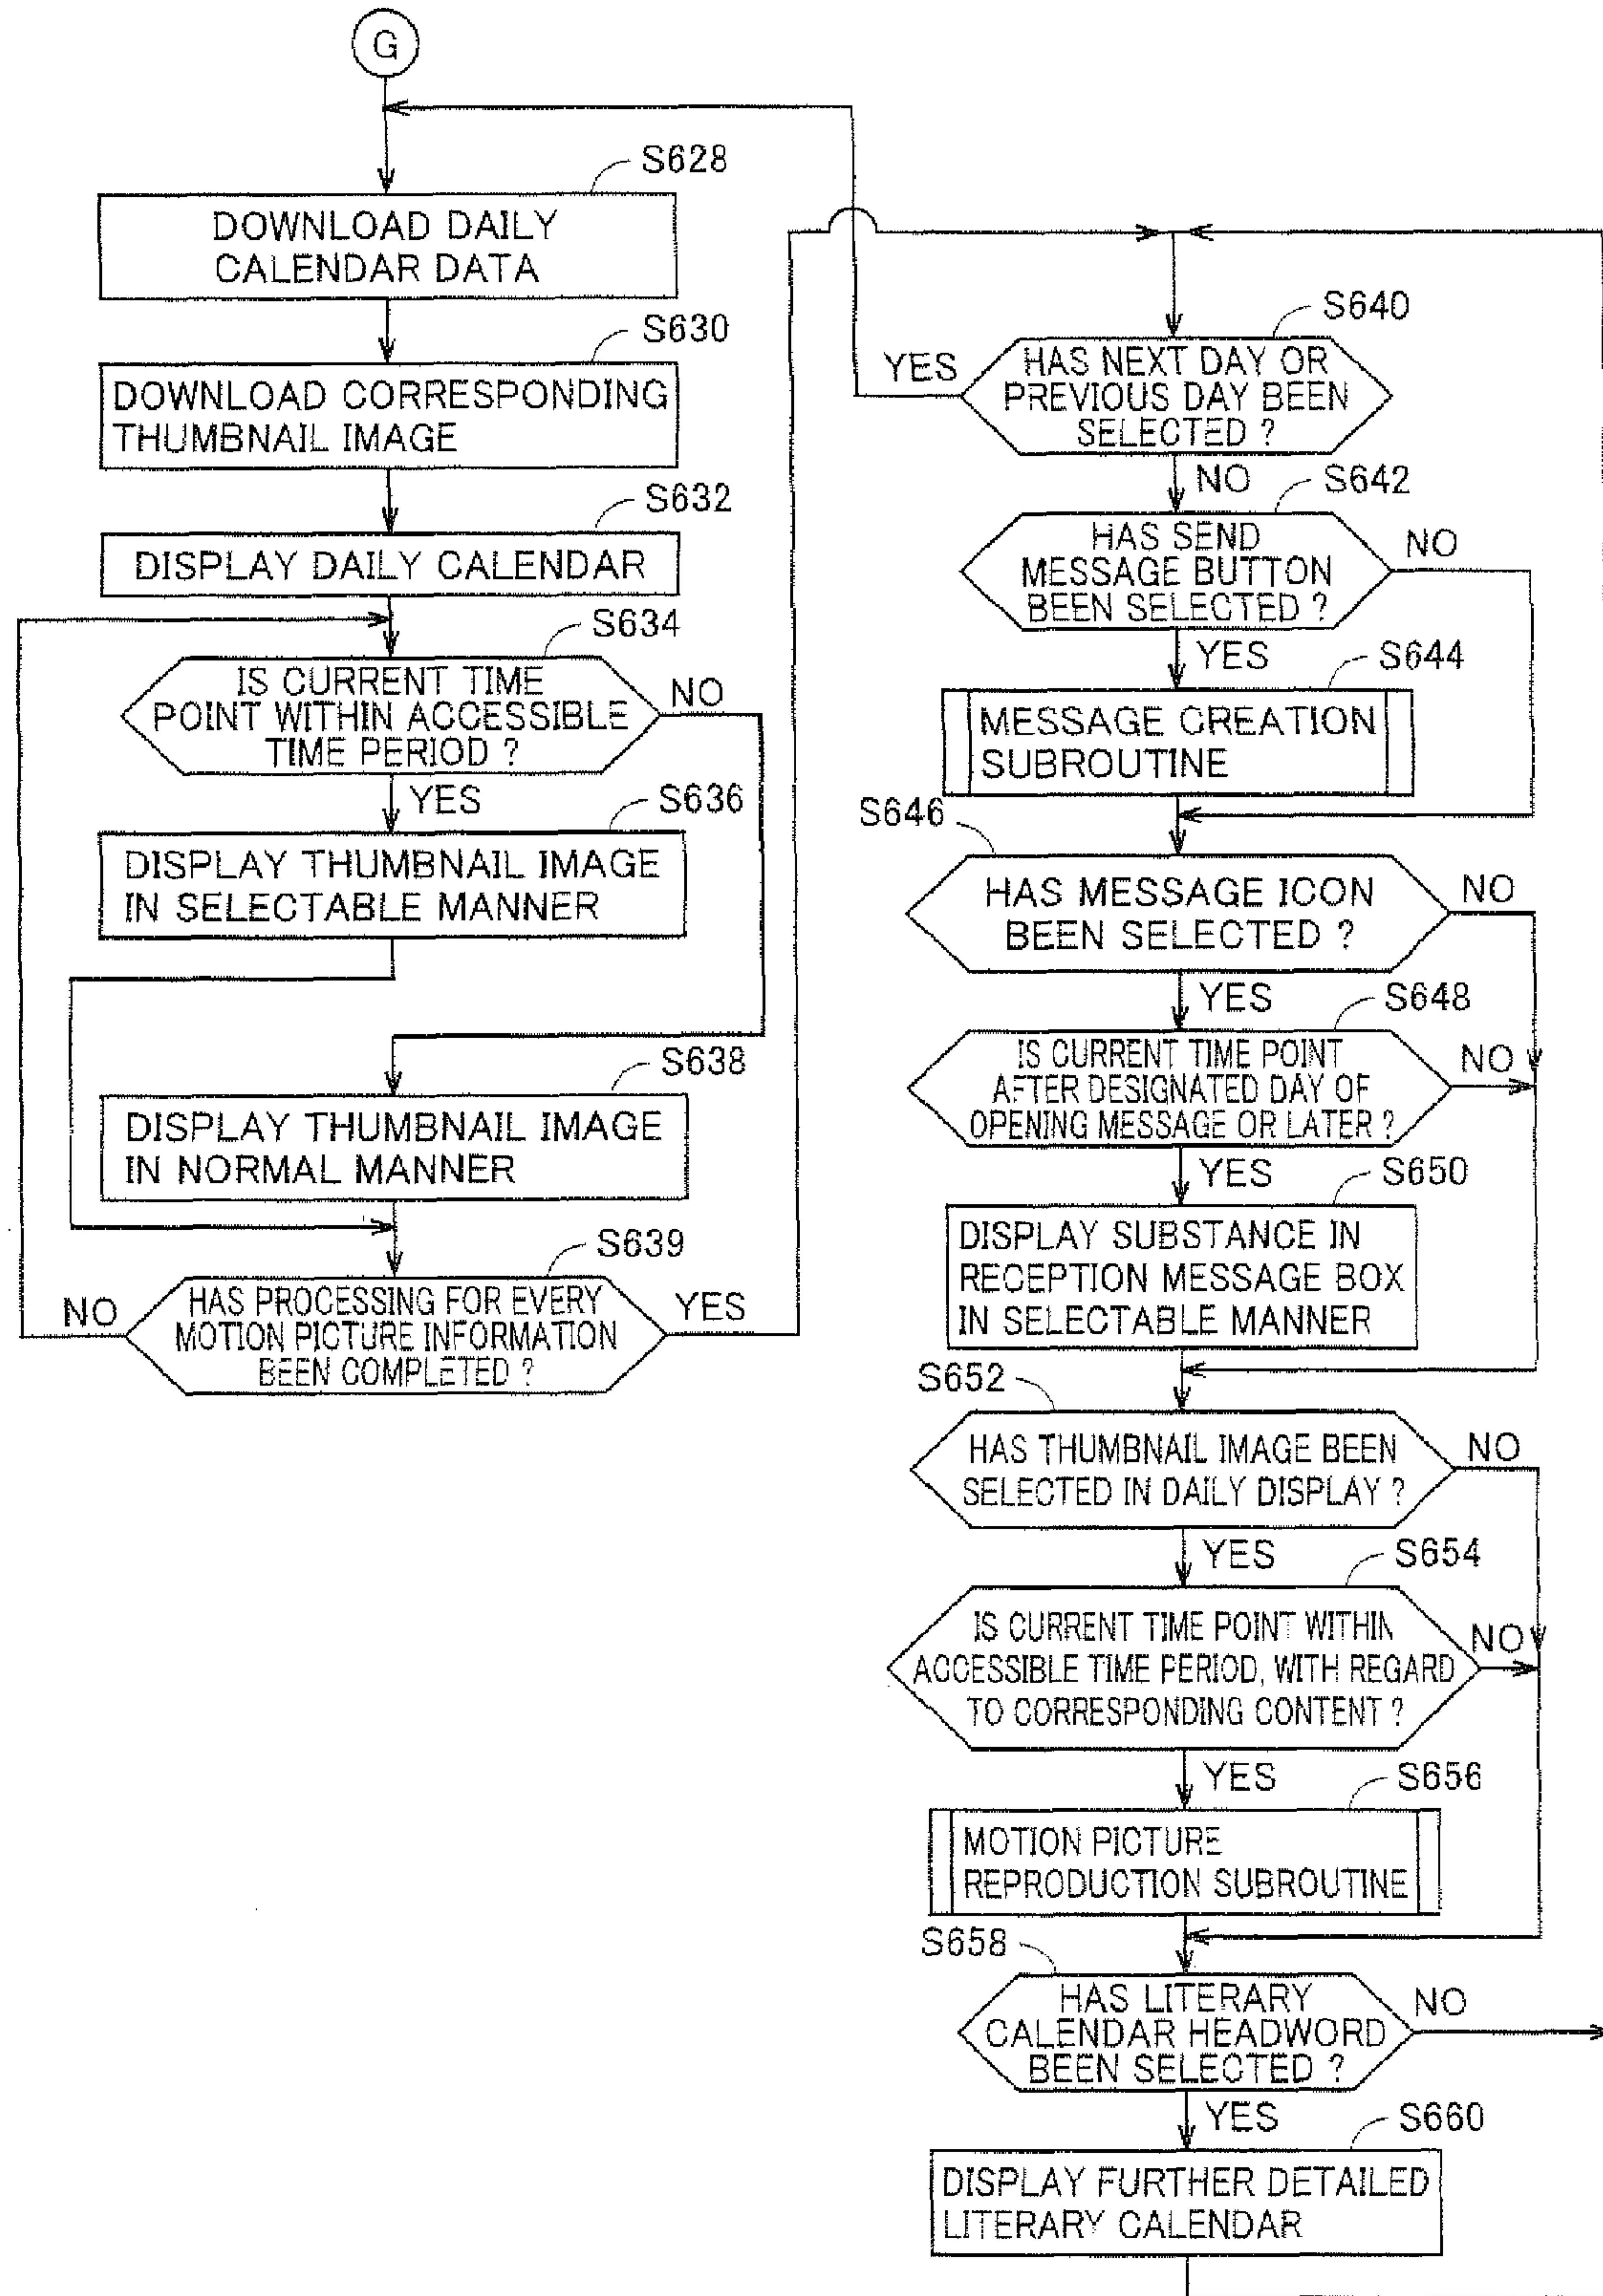 G
S628
DOWNLOAD DAILY
CALENDAR DATA
S630
DOWNLOAD CORRESPONDING
THUMBNAIL IMAGE
S632
DISPLAY DAILY CALENDAR
S634
IS CURRENT TIME
POINT WITHIN ACCESSIBLE
TIME PERIOD ?
NO
YES
S636
DISPLAY THUMBNAIL IMAGE
IN SELECTABLE MANNER
S638
DISPLAY THUMBNAIL IMAGE
IN NORMAL MANNER
S639
HAS PROCESSING FOR EVERY
MOTION PICTURE INFORMATION
BEEN COMPLETED ?
NO
YES
S640
HAS NEXT DAY OR
PREVIOUS DAY BEEN
SELECTED ?
YES
NO
S642
HAS SEND
MESSAGE BUTTON
BEEN SELECTED ?
NO
YES
S644
MESSAGE CREATION
SUBROUTINE
S646
HAS MESSAGE ICON
BEEN SELECTED ?
NO
YES
S648
IS CURRENT TIME POINT
AFTER DESIGNATED DAY OF
OPENING MESSAGE OR LATER ?
NO
YES
S650
DISPLAY SUBSTANCE IN
RECEPTION MESSAGE BOX
IN SELECTABLE MANNER
S652
HAS THUMBNAIL IMAGE BEEN
SELECTED IN DAILY DISPLAY ?
NO
YES
S654
IS CURRENT TIME POINT WITHIN
ACCESSIBLE TIME PERIOD, WITH REGARD
TO CORRESPONDING CONTENT ?
NO
YES
S656
MOTION PICTURE
REPRODUCTION SUBROUTINE
S658
HAS LITERARY
CALENDAR HEADWORD
BEEN SELECTED ?
NO
YES
S660
DISPLAY FURTHER DETAILED
LITERARY CALENDAR